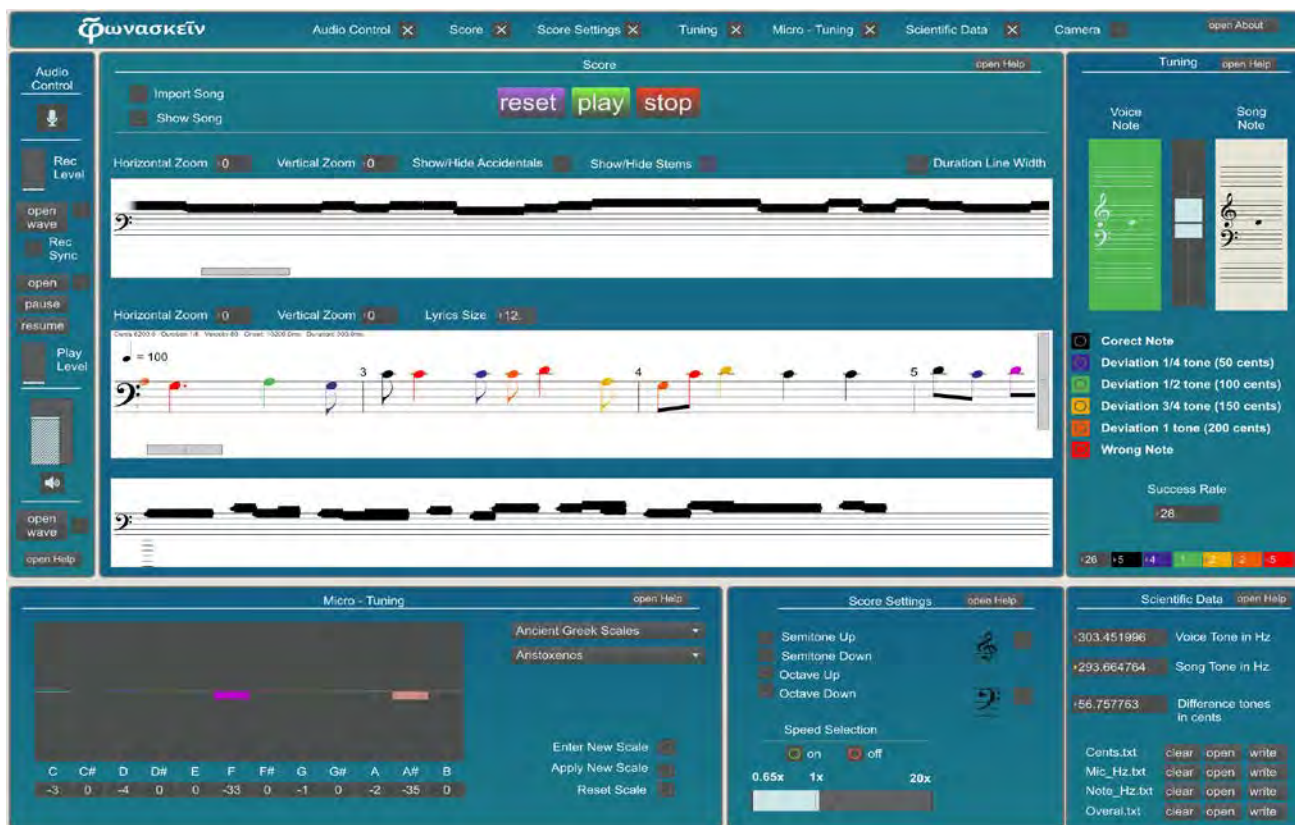 φωνασκεῖν
Audio Control Score Score Settings Tuning Micro - Tuning Scientific Data Camera open About
Audio
Control
Rec
Level
open
wave
Rec
Sync
open
pause
resume
Play
Level
open
wave
open Help
Score open Help
Import Song
Show Song
reset play stop
Horizontal Zoom 0 Vertical Zoom 0 Show/Hide Accidentals Show/Hide Stems Duration Line Width
Horizontal Zoom 0 Vertical Zoom 0 Lyrics Size 12.
= 100
3 4 5
Tuning open Help
Voice
Note
Song
Note
Corect Note
Deviation 1/4 tone (50 cents)
Deviation 1/2 tone (100 cents)
Deviation 3/4 tone (150 cents)
Deviation 1 tone (200 cents)
Wrong Note
Success Rate
28
26 5 4 1 2 2 5
Micro - Tuning open Help
Ancient Greek Scales
Aristoxenos
Enter New Scale
Apply New Scale
Reset Scale
C C# D D# E F F# G G# A A# B
-3 0 -4 0 0 -33 0 -1 0 -2 -35 0
Score Settings open Help
Semitone Up
Semitone Down
Octave Up
Octave Down
Speed Selection
on off
0.65x 1x 20x
Scientific Data open Help
303.451996 Voice Tone in Hz
293.664764 Song Tone in Hz.
56.757763 Difference tones
in cents
Cents.txt clear open write
Mic_Hz.txt clear open write
Note_Hz.txt clear open write
Overal.txt clear open write